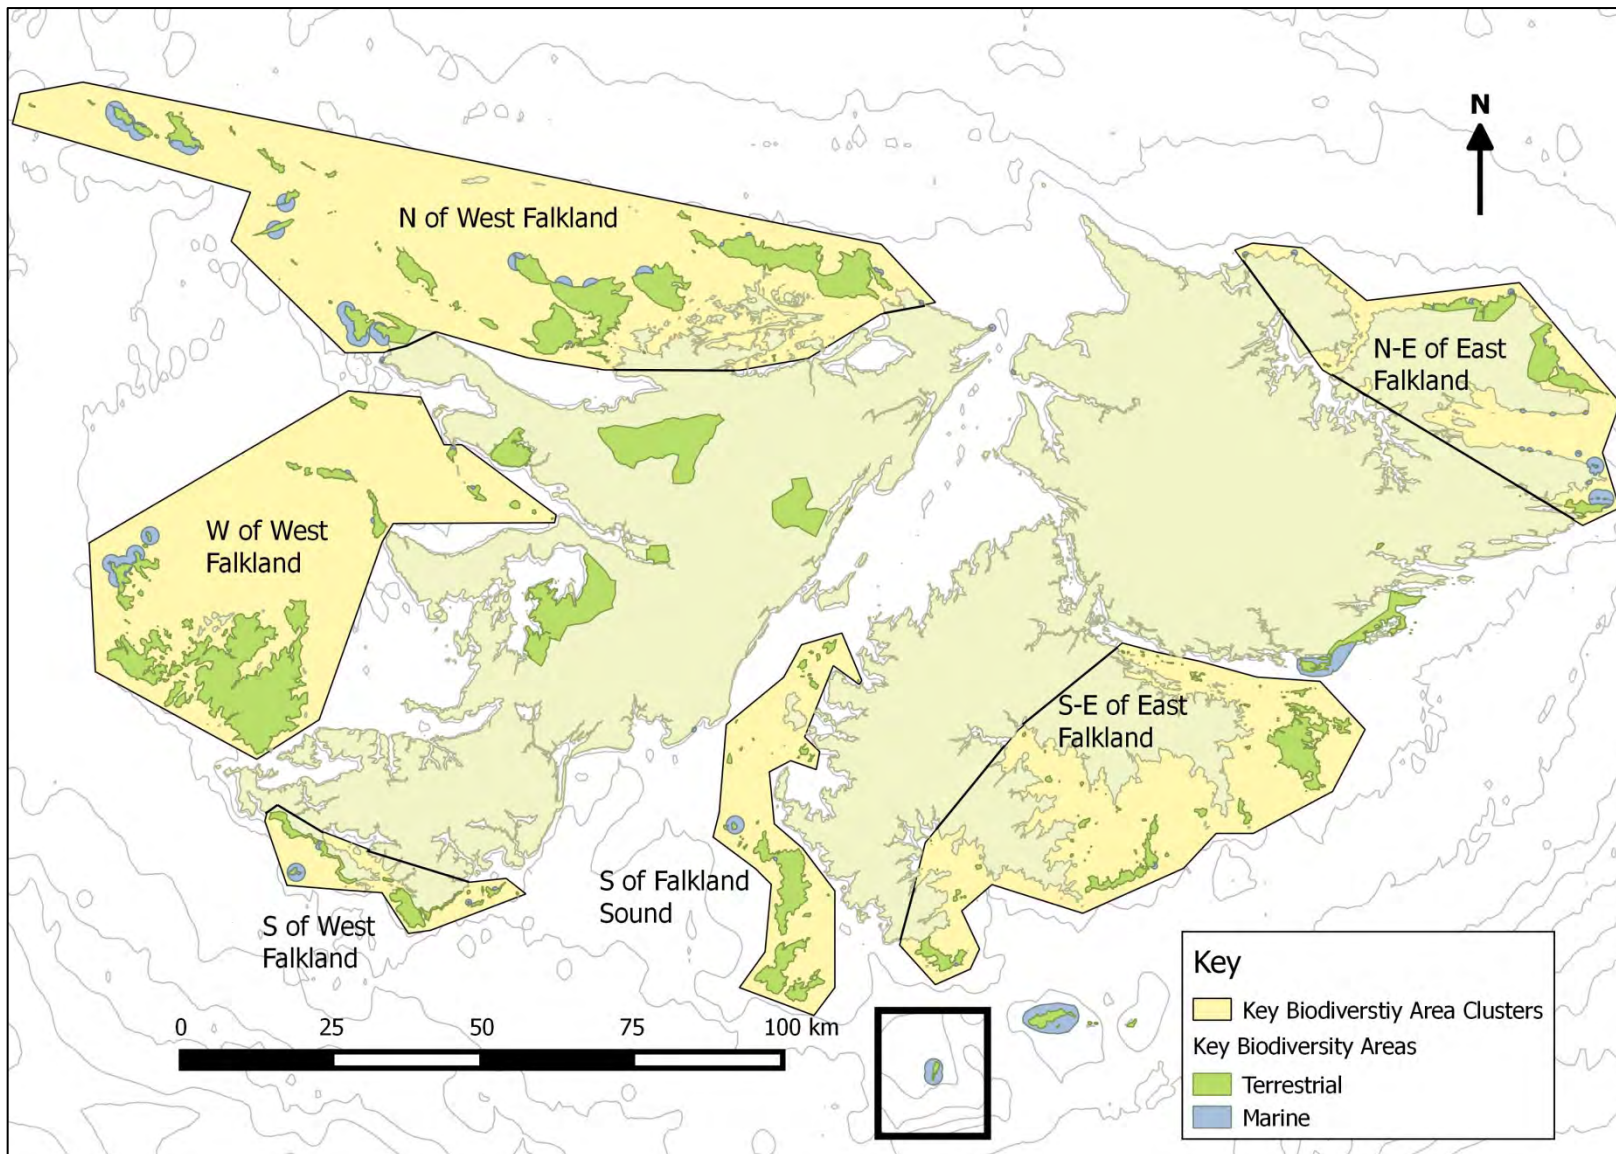 N
N of West Falkland
N-E of East
Falkland
W of West
Falkland
S-E of East
Falkland
S of Falkland
Sound
S of West
Falkland
0 25 50 75 100 km
Key
Key Biodiverstiy Area Clusters
Key Biodiversity Areas
Terrestrial
Marine